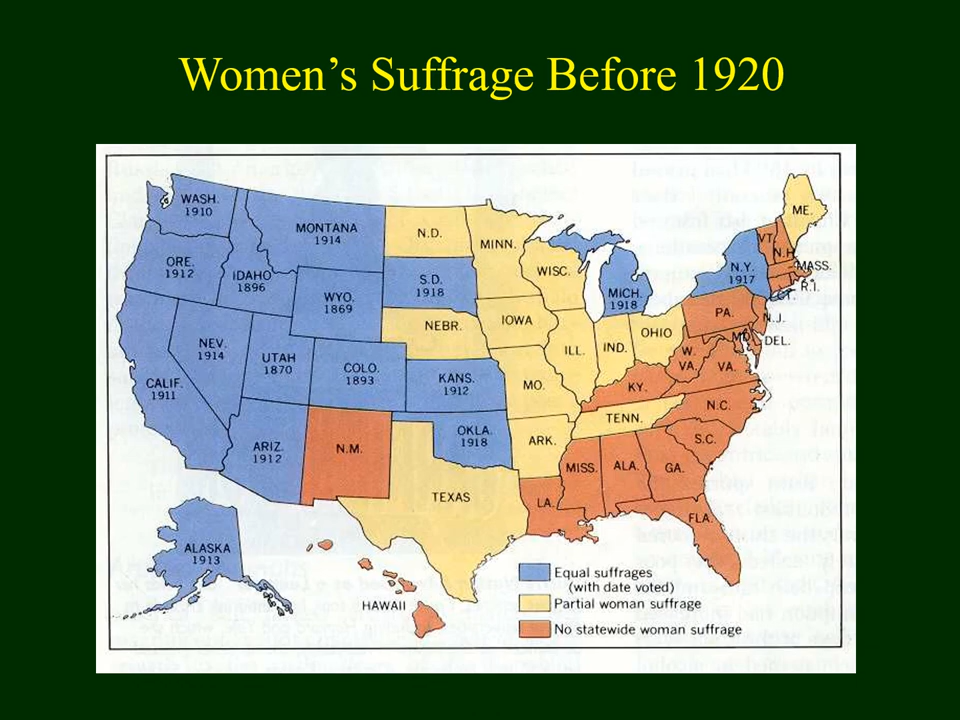 Women’s Suffrage Before 1920
WASH.
1910
MONTANA
1914
N.D.
MINN.
ME.
VT.
N.H.
ORE.
1912
IDAHO
1896
WYO.
1869
S.D.
1918
WISC.
MICH.
1918
N.Y.
1917
MASS.
R.I.
CT.
NEV.
1914
UTAH
1870
COLO.
1893
NEBR.
IOWA
ILL.
IND.
OHIO
PA.
N.J.
MD.
DEL.
CALIF.
1911
KANS.
1912
MO.
KY.
W.
VA.
VA.
ARIZ.
1912
N.M.
OKLA.
1918
ARK.
TENN.
N.C.
S.C.
TEXAS
LA.
MISS.
ALA.
GA.
FLA.
ALASKA
1913
HAWAII
Equal suffrages
(with date voted)
Partial woman suffrage
No statewide woman suffrage